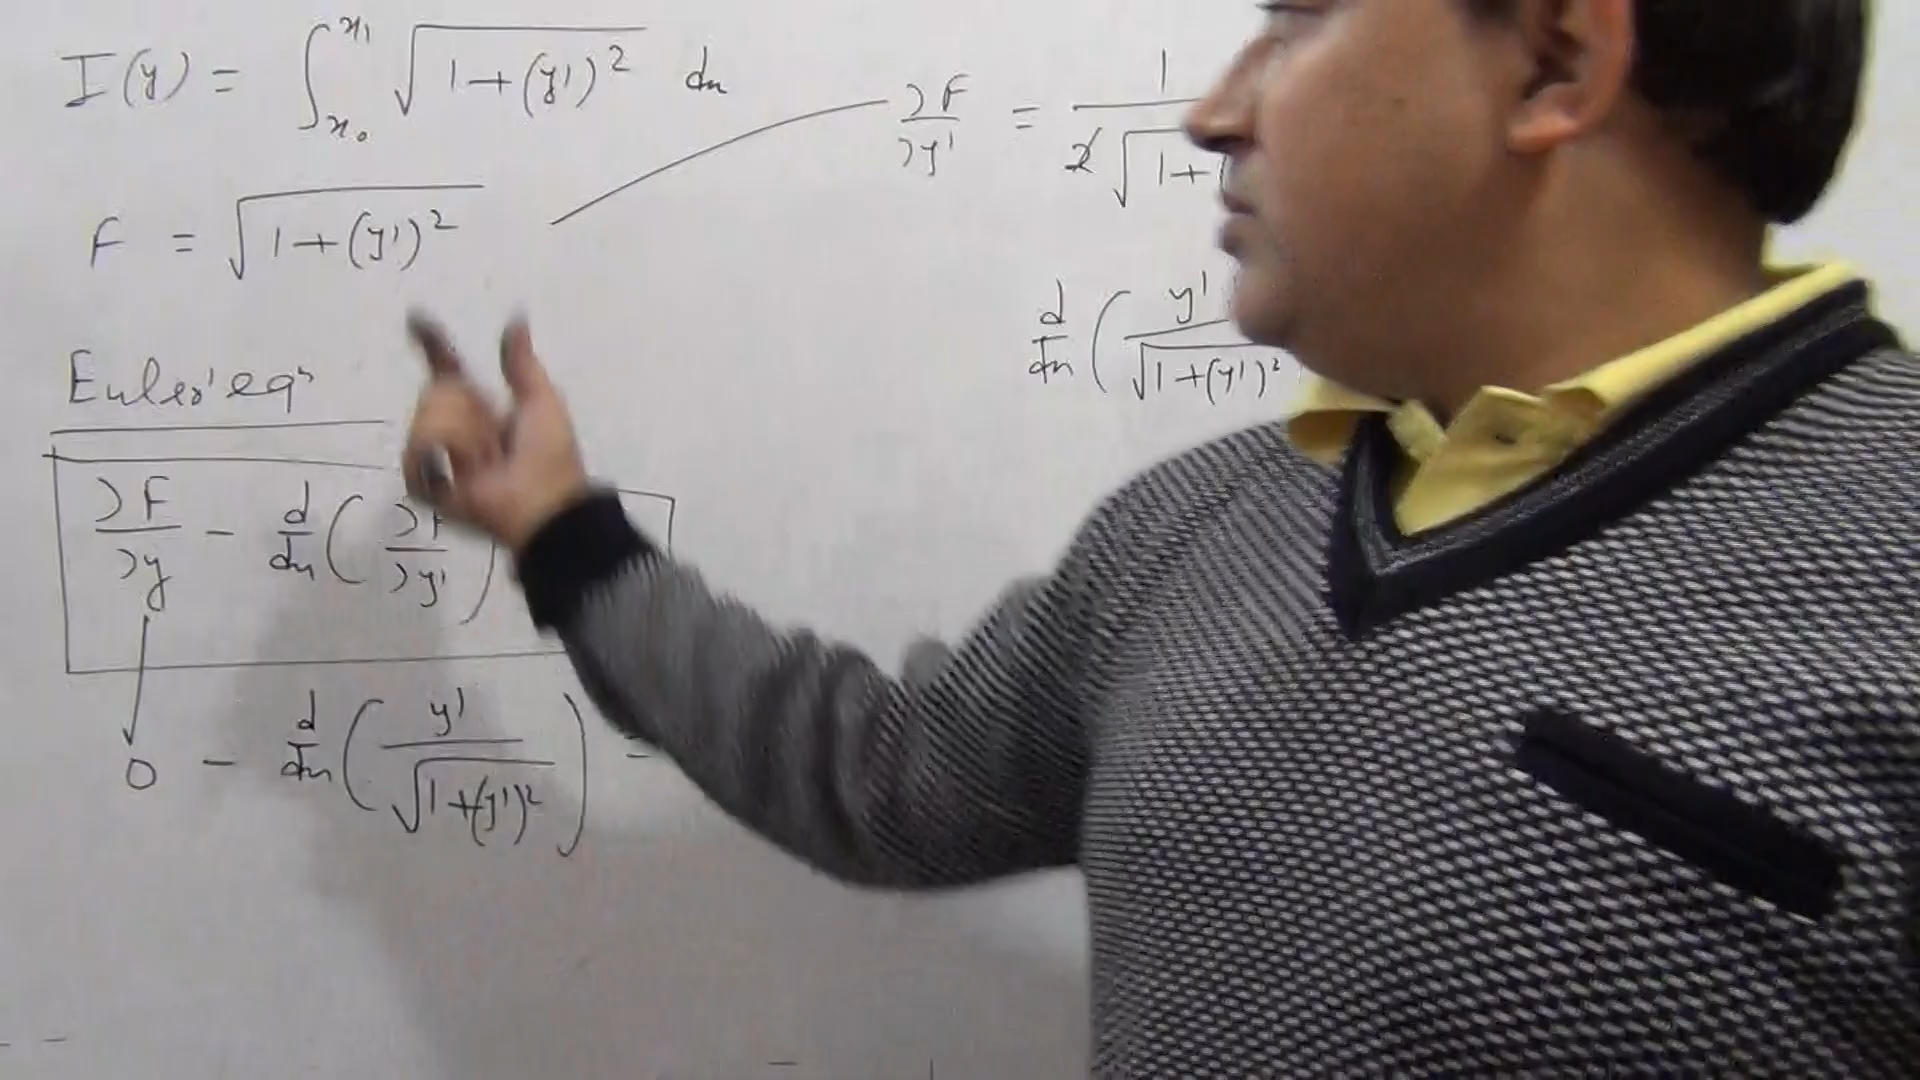 I(y) = ∫_{x₀}^{x₁} √(1+(y')²) dx
F = √(1+(y')²)
Euler's eqⁿ
∂F/∂y - d/dx (∂F/∂y')
0 - d/dx (y'/√(1+(y')²)) =
∂F/∂y' = 1/2√(1+(
d/dx (y'/√(1+(y')²)